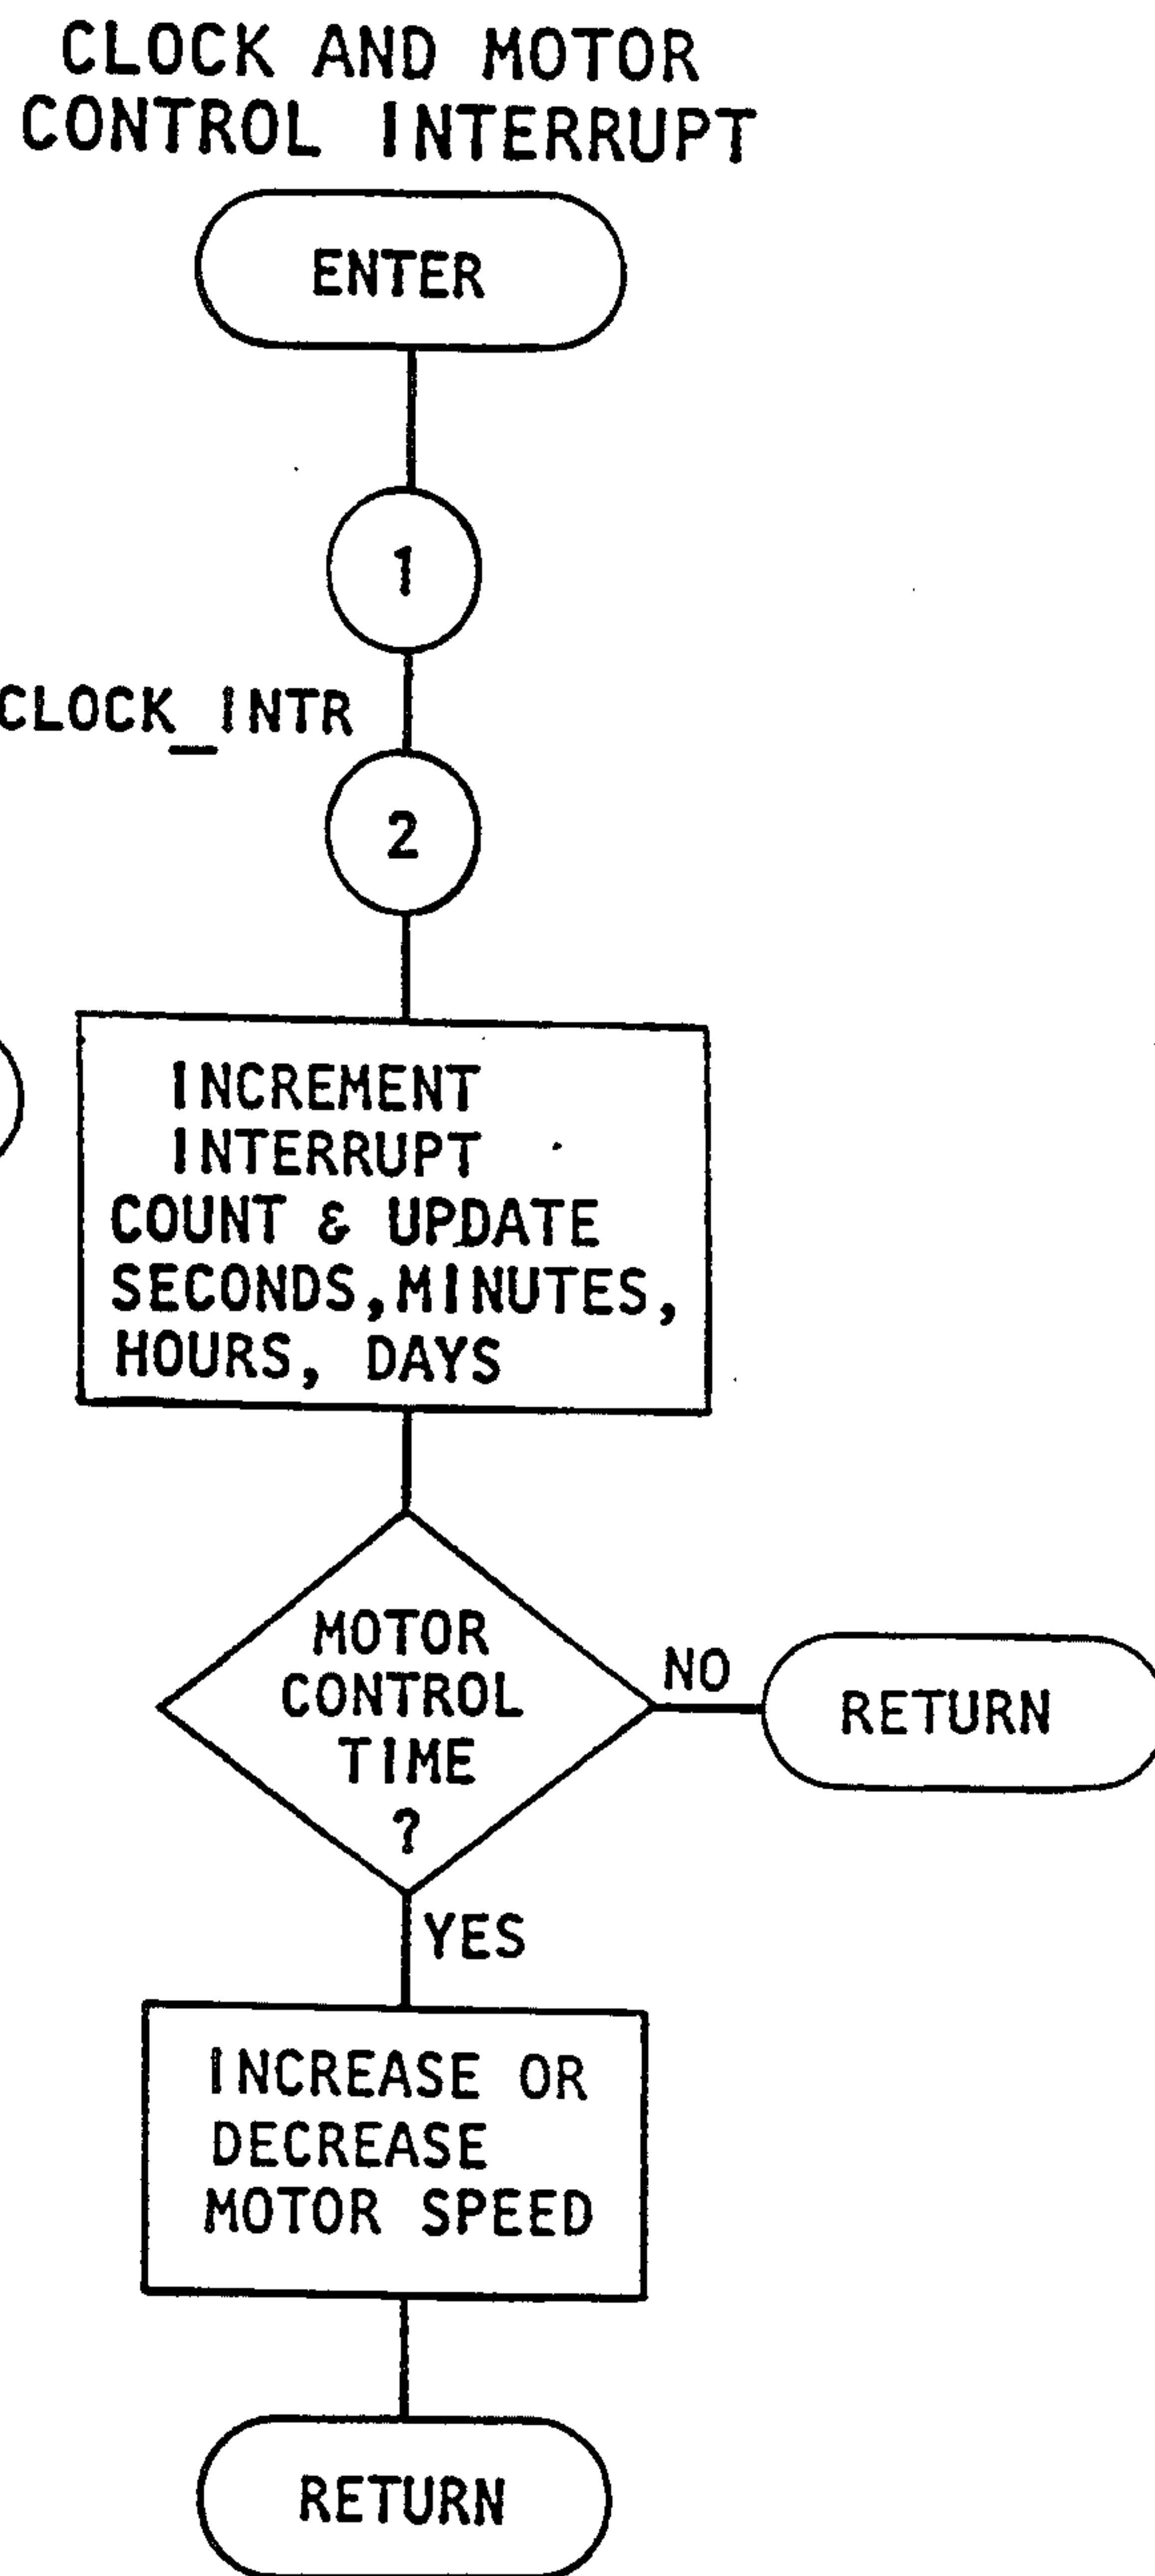 CLOCK AND MOTOR
CONTROL INTERRUPT
ENTER
1
CLOCK_INTR
2
INCREMENT
INTERRUPT
COUNT & UPDATE
SECONDS, MINUTES,
HOURS, DAYS
MOTOR
CONTROL
TIME
?
NO
RETURN
YES
INCREASE OR
DECREASE
MOTOR SPEED
RETURN